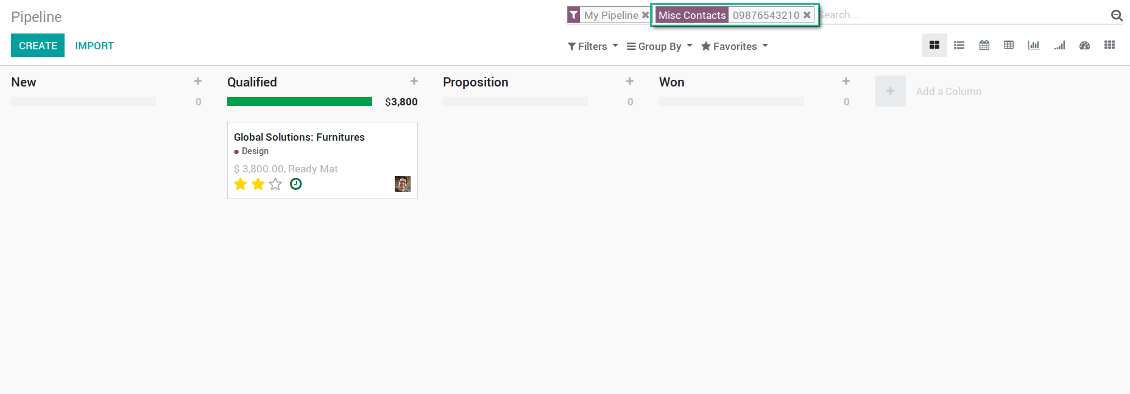 Pipeline
My Pipeline ✖ Misc Contacts 09876543210 ✖ Search...
CREATE IMPORT
Filters Group By Favorites
New + Qualified + Proposition + Won +
0 $3,800 0 0
+ Add a Column
Global Solutions: Furnitures
Design
$ 3,800.00, Ready Mat